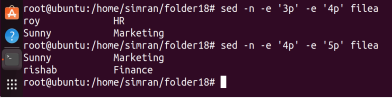 root@ubuntu:/home/simran/folder18# sed -n -e '3p' -e '4p' filea
roy HR
Sunny Marketing
root@ubuntu:/home/simran/folder18# sed -n -e '4p' -e '5p' filea
Sunny Marketing
rishab Finance
root@ubuntu:/home/simran/folder18#